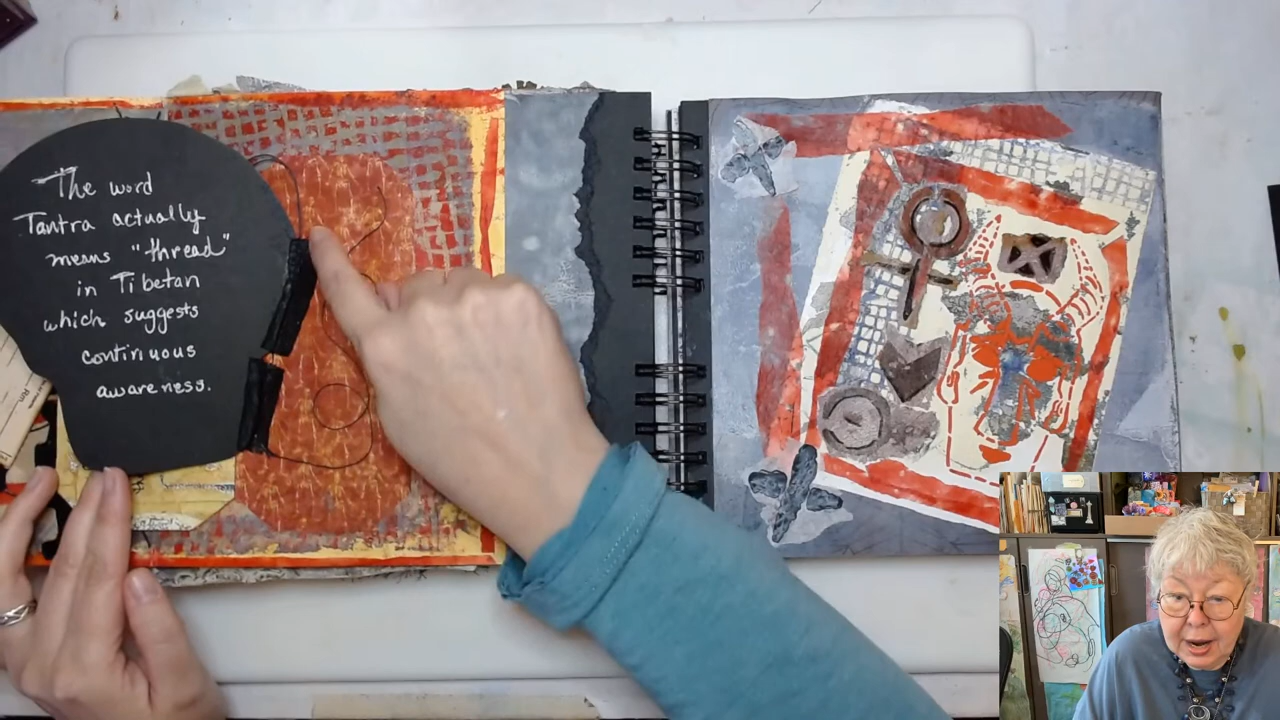 The word
Tantra actually
means "thread"
in Tibetan
which suggests
continuous
awareness.